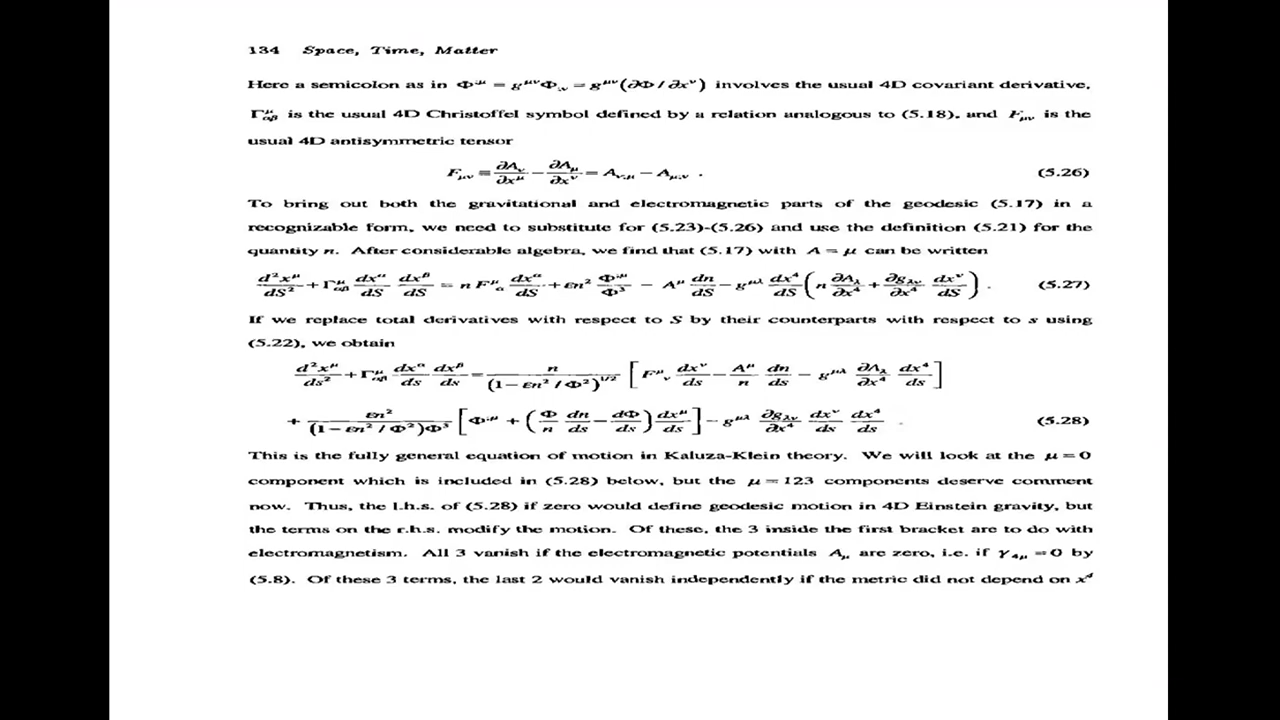 134 Space, Time, Matter
Here a semicolon as in Φ^{;μ} = g^{μν}Φ_{;ν} = g^{μν}(∂Φ / ∂x^ν) involves the usual 4D covariant derivative,
Γ^μ_{αβ} is the usual 4D Christoffel symbol defined by a relation analogous to (5.18), and F_{μν} is the
usual 4D antisymmetric tensor
F_{μν} ≡ ∂A_ν/∂x^μ − ∂A_μ/∂x^ν = A_{ν,μ} − A_{μ,ν} . (5.26)
To bring out both the gravitational and electromagnetic parts of the geodesic (5.17) in a
recognizable form, we need to substitute for (5.23)-(5.26) and use the definition (5.21) for the
quantity n. After considerable algebra, we find that (5.17) with A = μ can be written
d²x^μ/dS² + Γ^μ_{αβ} dx^α/dS dx^β/dS = n F^μ_α dx^α/dS + εn² Φ^{;μ}/Φ³ − A^μ dn/dS − g^{μλ} dx⁴/dS (n ∂A_λ/∂x⁴ + ∂g_{λν}/∂x⁴ dx^ν/dS) . (5.27)
If we replace total derivatives with respect to S by their counterparts with respect to s using
(5.22), we obtain
d²x^μ/ds² + Γ^μ_{αβ} dx^α/ds dx^β/ds = n/(1 − εn² / Φ²)^{1/2} [F^μ_ν dx^ν/ds − A^μ/n dn/ds − g^{μλ} ∂A_λ/∂x⁴ dx⁴/ds]
+ εn²/(1 − εn² / Φ²)Φ³ [Φ^{;μ} + (Φ/n dn/ds − dΦ/ds) dx^μ/ds] − g^{μλ} ∂g_{λν}/∂x⁴ dx^ν/ds dx⁴/ds . (5.28)
This is the fully general equation of motion in Kaluza-Klein theory. We will look at the μ = 0
component which is included in (5.28) below, but the μ = 123 components deserve comment
now. Thus, the l.h.s. of (5.28) if zero would define geodesic motion in 4D Einstein gravity, but
the terms on the r.h.s. modify the motion. Of these, the 3 inside the first bracket are to do with
electromagnetism. All 3 vanish if the electromagnetic potentials A_μ are zero, i.e. if γ_{4μ} = 0 by
(5.8). Of these 3 terms, the last 2 would vanish independently if the metric did not depend on x⁴